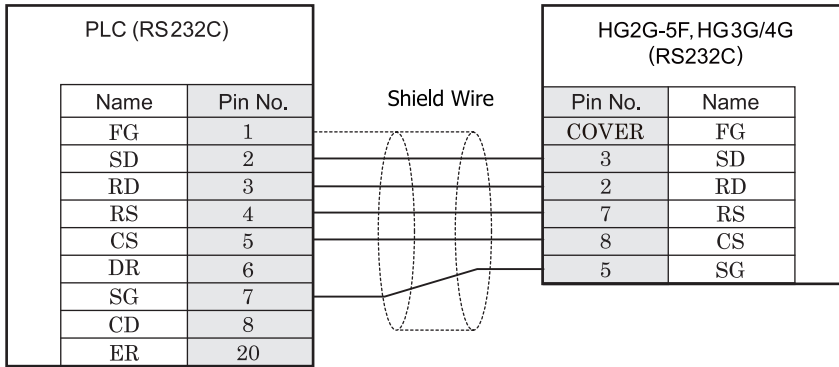 PLC (RS232C)
Name Pin No.
FG 1
SD 2
RD 3
RS 4
CS 5
DR 6
SG 7
CD 8
ER 20
Shield Wire
HG2G-5F, HG3G/4G
(RS232C)
Pin No. Name
COVER FG
3 SD
2 RD
7 RS
8 CS
5 SG